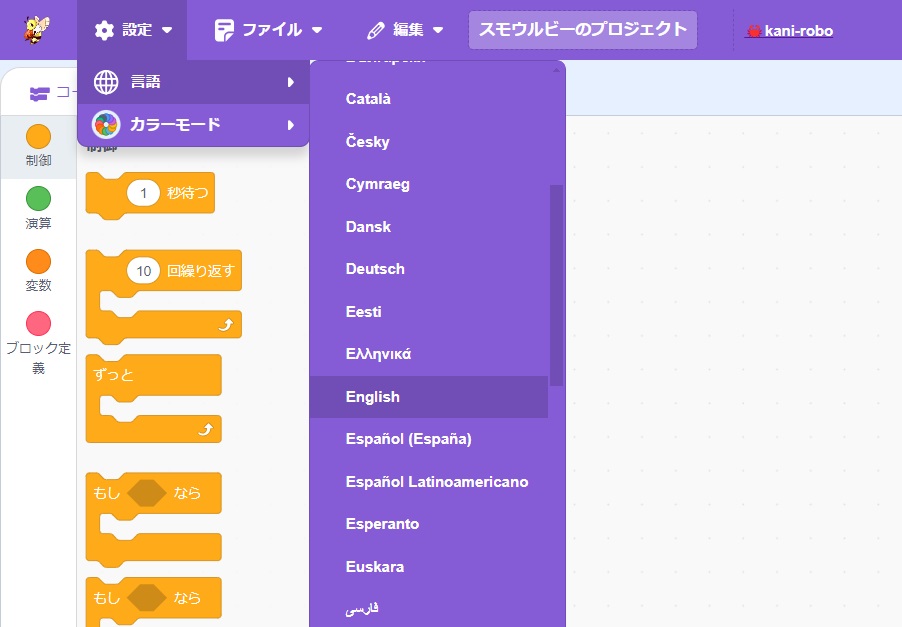 設定
ファイル
編集
スモウルビーのプロジェクト
kani-robo
言語
カラーモード
コー
制御
演算
変数
ブロック定
義
制御
1 秒待つ
10 回繰り返す
ずっと
もし なら
もし なら
Català
Česky
Cymraeg
Dansk
Deutsch
Eesti
Ελληνικά
English
Español (España)
Español Latinoamericano
Esperanto
Euskara
فارسی